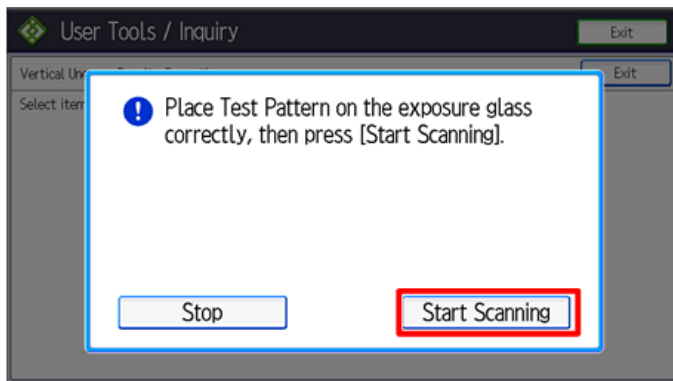 User Tools / Inquiry
Exit
Vertical
Exit
Select item
Place Test Pattern on the exposure glass
correctly, then press [Start Scanning].
Stop
Start Scanning